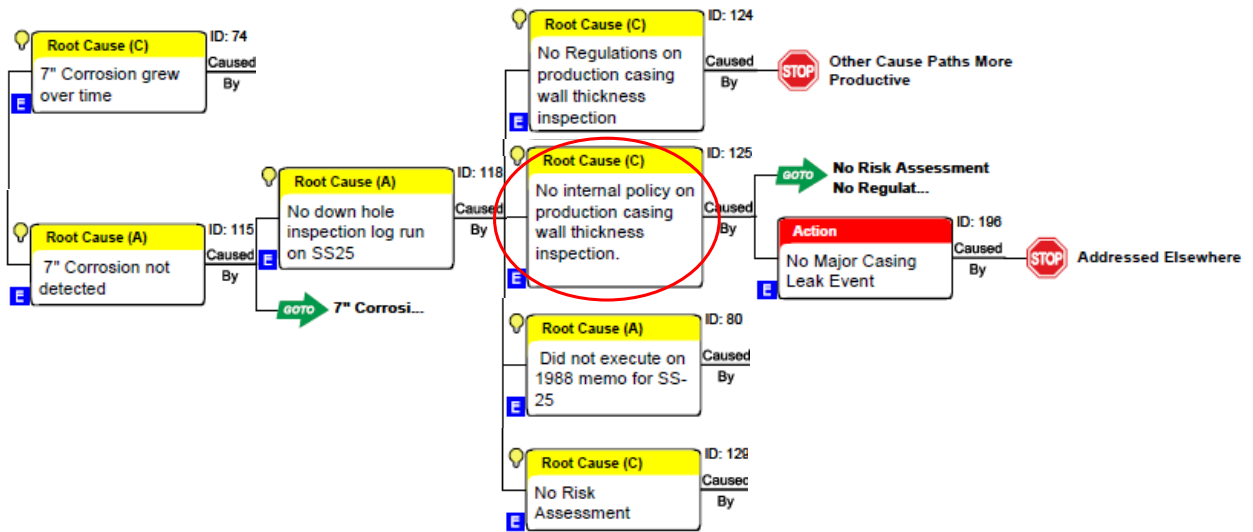 Root Cause (C)
ID: 74
7" Corrosion grew
over time
Caused
By
E
Root Cause (A)
ID: 115
7" Corrosion not
detected
Caused
By
E
Root Cause (A)
ID: 118
No down hole
inspection log run
on SS25
Caused
By
E
GOTO
7" Corrosi...
Root Cause (C)
ID: 124
No Regulations on
production casing
wall thickness
inspection
Caused
By
E
STOP
Other Cause Paths More
Productive
Root Cause (C)
ID: 125
No internal policy on
production casing
wall thickness
inspection.
Caused
By
E
GOTO
No Risk Assessment
No Regulat...
Action
ID: 196
No Major Casing
Leak Event
Caused
By
E
STOP
Addressed Elsewhere
Root Cause (A)
ID: 80
Did not execute on
1988 memo for SS-
25
Caused
By
E
Root Cause (C)
ID: 129
No Risk
Assessment
Caused
By
E